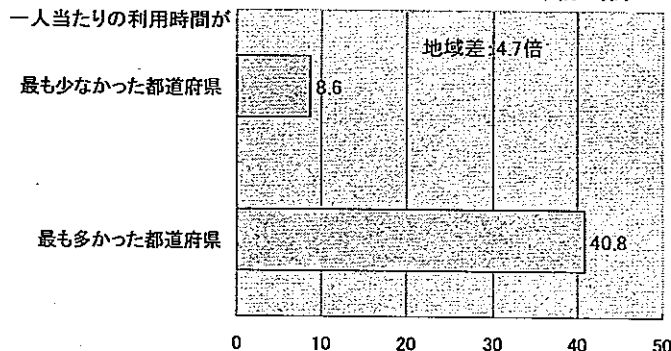 一人当たりの利用時間が
地域差:4.7倍
最も少なかった都道府県
8.6
最も多かった都道府県
40.8
0 10 20 30 40 50